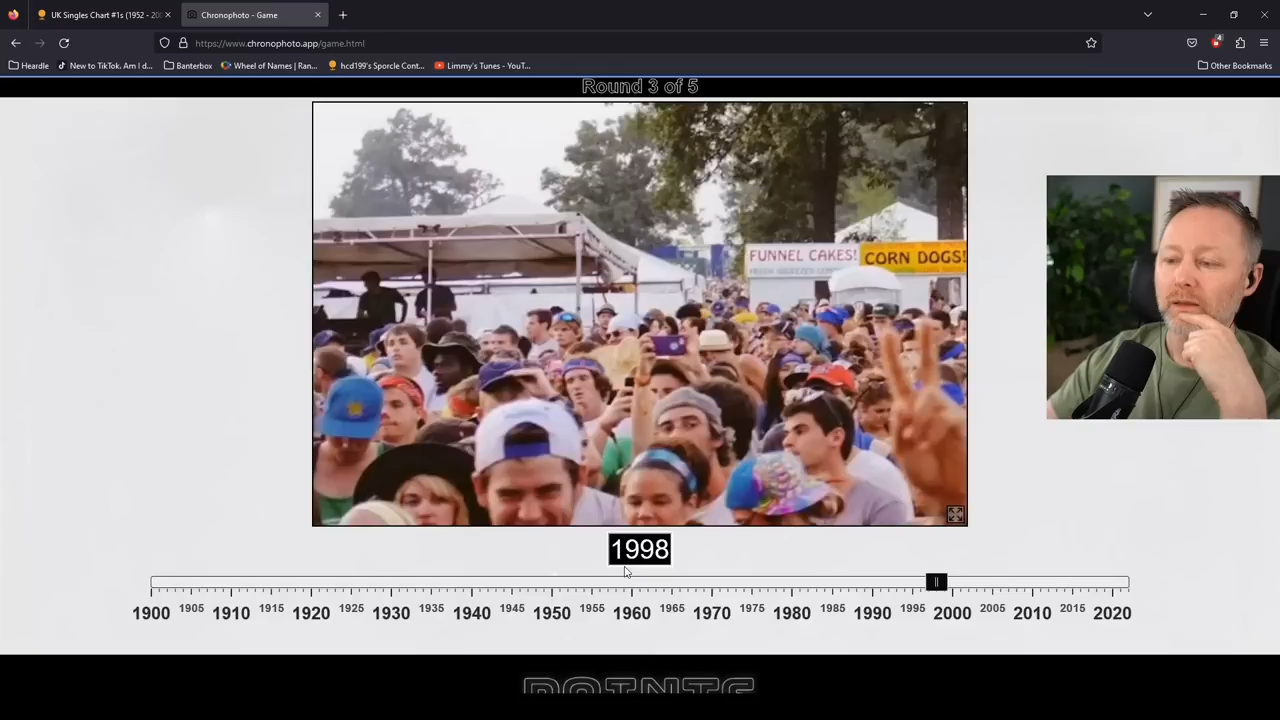 UK Singles Chart #1s (1952 - 20
Chronophoto - Game
https://www.chronophoto.app/game.html
Heardle
New to TikTok. Am I d...
Banterbox
Wheel of Names | Ran...
hcd199's Sporcle Cont...
Limmy's Tunes - YouT...
Other Bookmarks
Round 3 of 5
FUNNEL CAKES!
CORN DOGS!
1998
1900 1905 1910 1915 1920 1925 1930 1935 1940 1945 1950 1955 1960 1965 1970 1975 1980 1985 1990 1995 2000 2005 2010 2015 2020